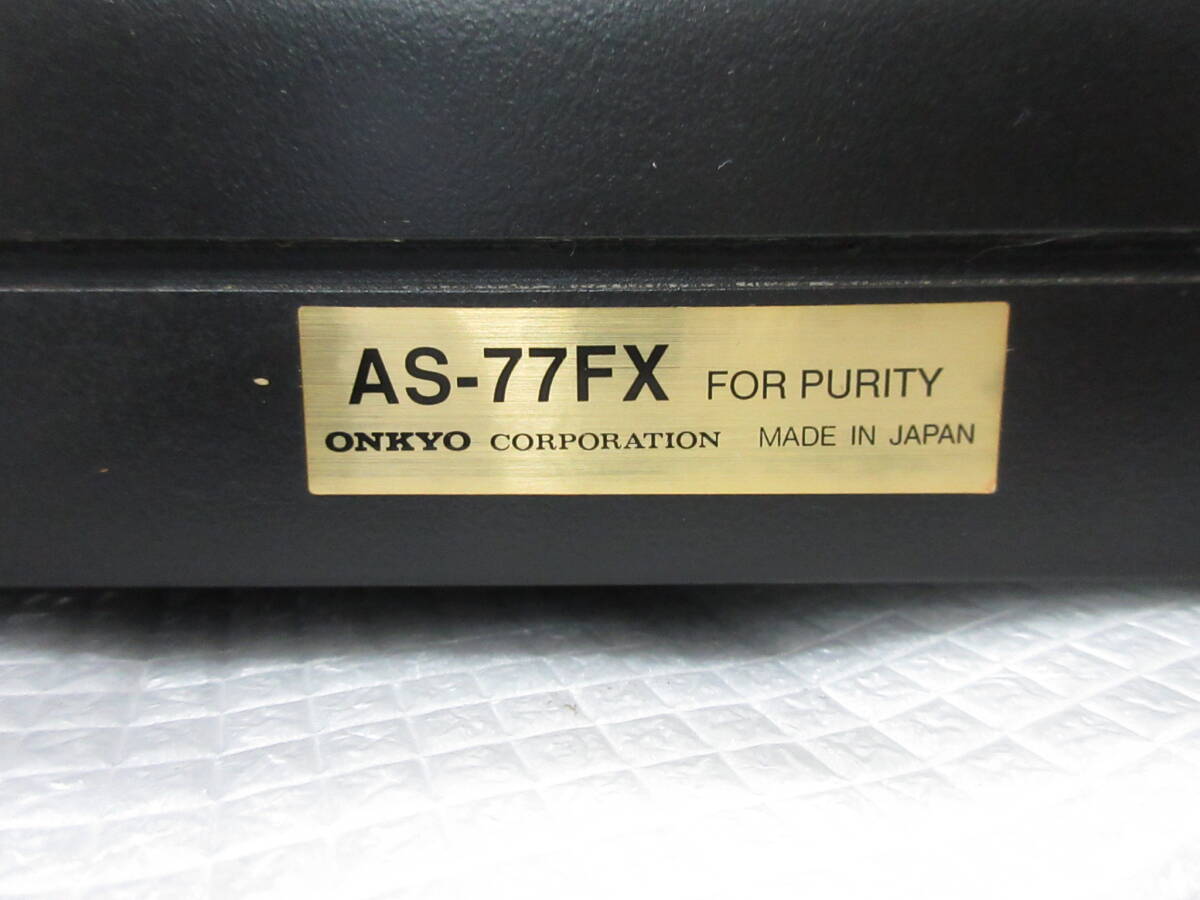 AS-77FX FOR PURITY
ONKYO CORPORATION MADE IN JAPAN